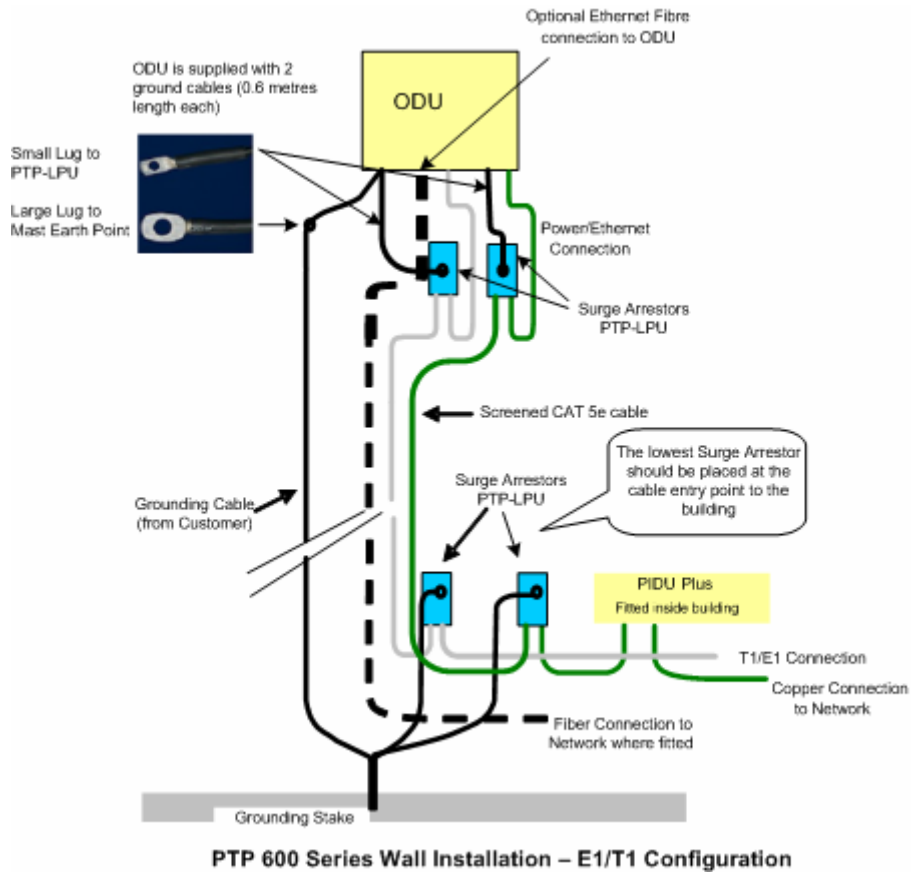 Optional Ethernet Fibre
connection to ODU
ODU is supplied with 2
ground cables (0.6 metres
length each)
ODU
Small Lug to
PTP-LPU
Large Lug to
Mast Earth Point
Power/Ethernet
Connection
Surge Arrestors
PTP-LPU
Screened CAT 5e cable
The lowest Surge Arrestor
should be placed at the
cable entry point to the
building
Surge Arrestors
PTP-LPU
Grounding Cable
(from Customer)
PIDU Plus
Fitted inside building
T1/E1 Connection
Copper Connection
to Network
Fiber Connection to
Network where fitted
Grounding Stake
PTP 600 Series Wall Installation – E1/T1 Configuration